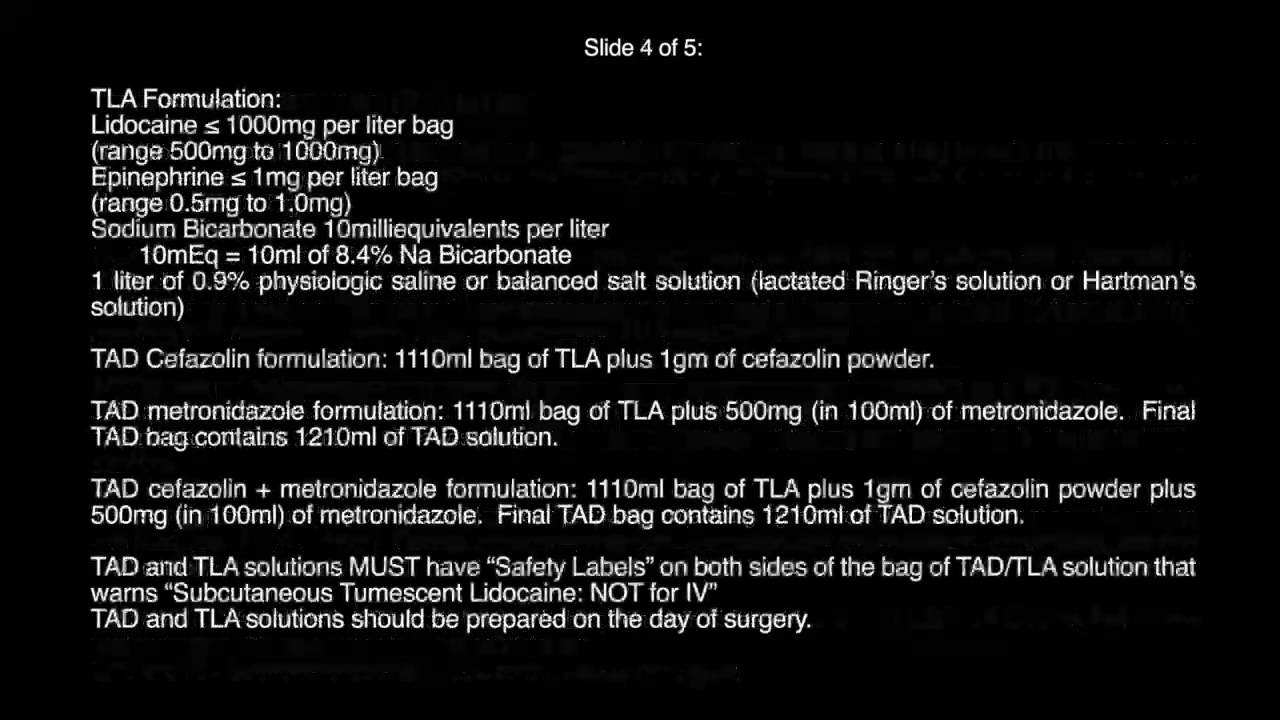 Slide 4 of 5:
TLA Formulation:
Lidocaine ≤ 1000mg per liter bag
(range 500mg to 1000mg)
Epinephrine ≤ 1mg per liter bag
(range 0.5mg to 1.0mg)
Sodium Bicarbonate 10milliequivalents per liter
10mEq = 10ml of 8.4% Na Bicarbonate
1 liter of 0.9% physiologic saline or balanced salt solution (lactated Ringer’s solution or Hartman’s
solution)
TAD Cefazolin formulation: 1110ml bag of TLA plus 1gm of cefazolin powder.
TAD metronidazole formulation: 1110ml bag of TLA plus 500mg (in 100ml) of metronidazole.  Final
TAD bag contains 1210ml of TAD solution.
TAD cefazolin + metronidazole formulation: 1110ml bag of TLA plus 1gm of cefazolin powder plus
500mg (in 100ml) of metronidazole.  Final TAD bag contains 1210ml of TAD solution.
TAD and TLA solutions MUST have “Safety Labels” on both sides of the bag of TAD/TLA solution that
warns “Subcutaneous Tumescent Lidocaine: NOT for IV”
TAD and TLA solutions should be prepared on the day of surgery.